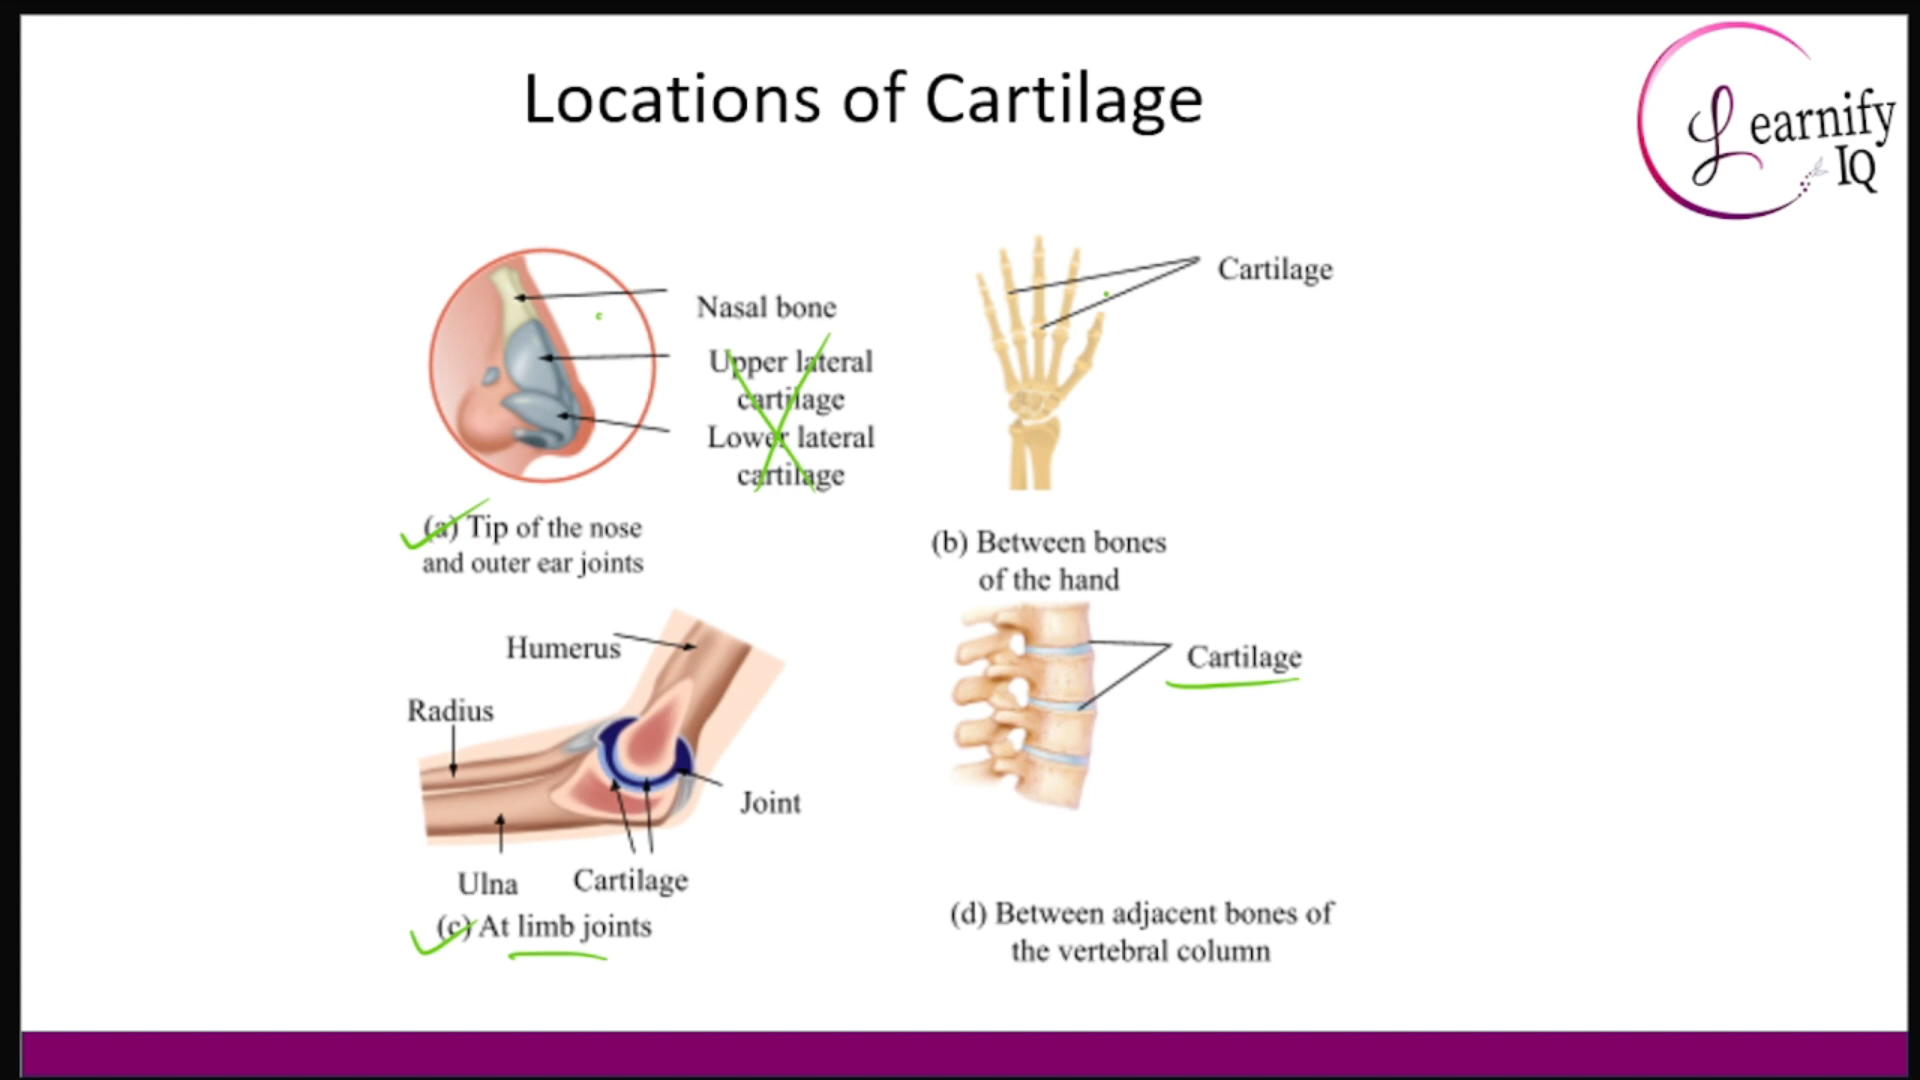 Locations of Cartilage
Learnify
IQ
Nasal bone
Upper lateral
cartilage
Lower lateral
cartilage
(a) Tip of the nose
and outer ear joints
Cartilage
(b) Between bones
of the hand
Humerus
Radius
Joint
Ulna
Cartilage
(c) At limb joints
Cartilage
(d) Between adjacent bones of
the vertebral column